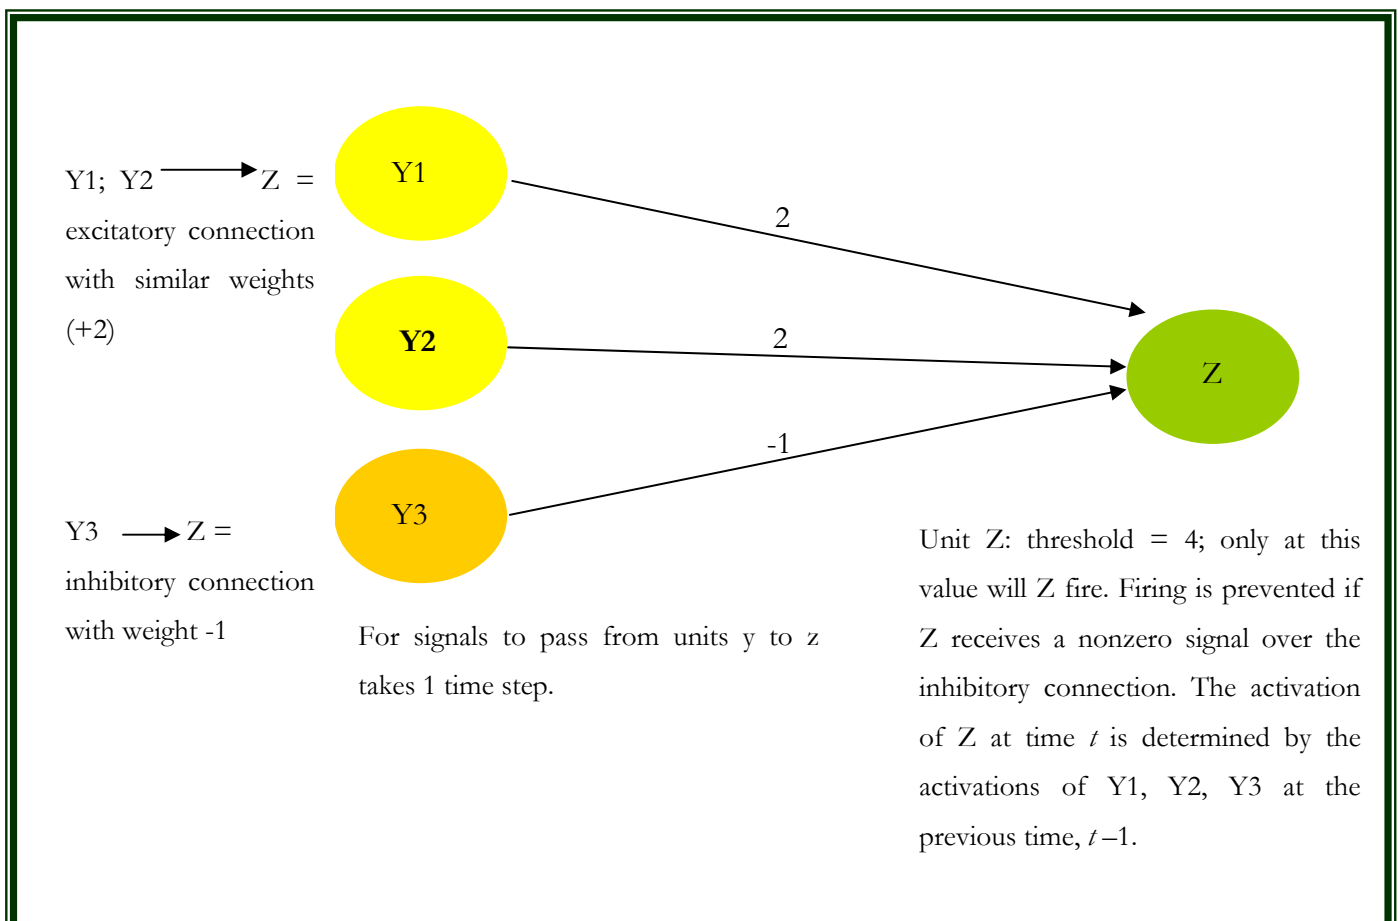 Y1; Y2 Z =
excitatory connection
with similar weights
(+2)
Y1
2
Y2
2
Z
-1
Y3
Y3 Z =
inhibitory connection
with weight -1
For signals to pass from units y to z
takes 1 time step.
Unit Z: threshold = 4; only at this
value will Z fire. Firing is prevented if
Z receives a nonzero signal over the
inhibitory connection. The activation
of Z at time t is determined by the
activations of Y1, Y2, Y3 at the
previous time, t–1.